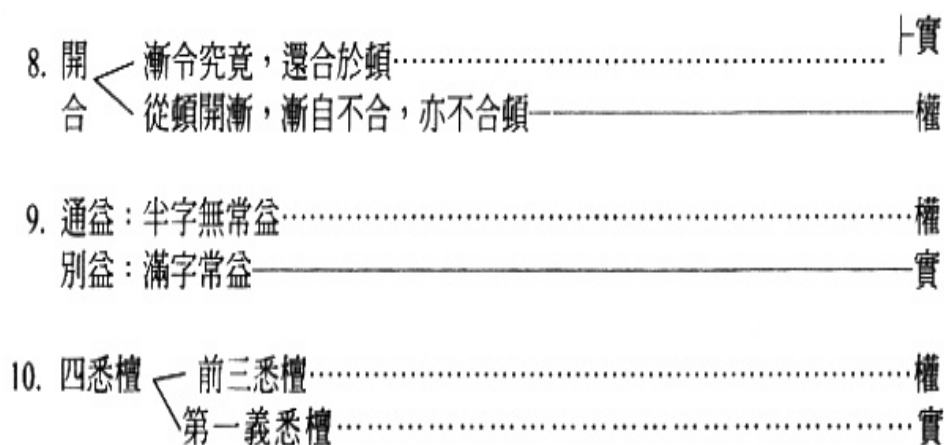 ├實
8. 開 漸令究竟，還合於頓
合 從頓開漸，漸自不合，亦不合頓 權
9. 通益：半字無常益 權
別益：滿字常益 實
10. 四悉檀 前三悉檀 權
第一義悉檀 實